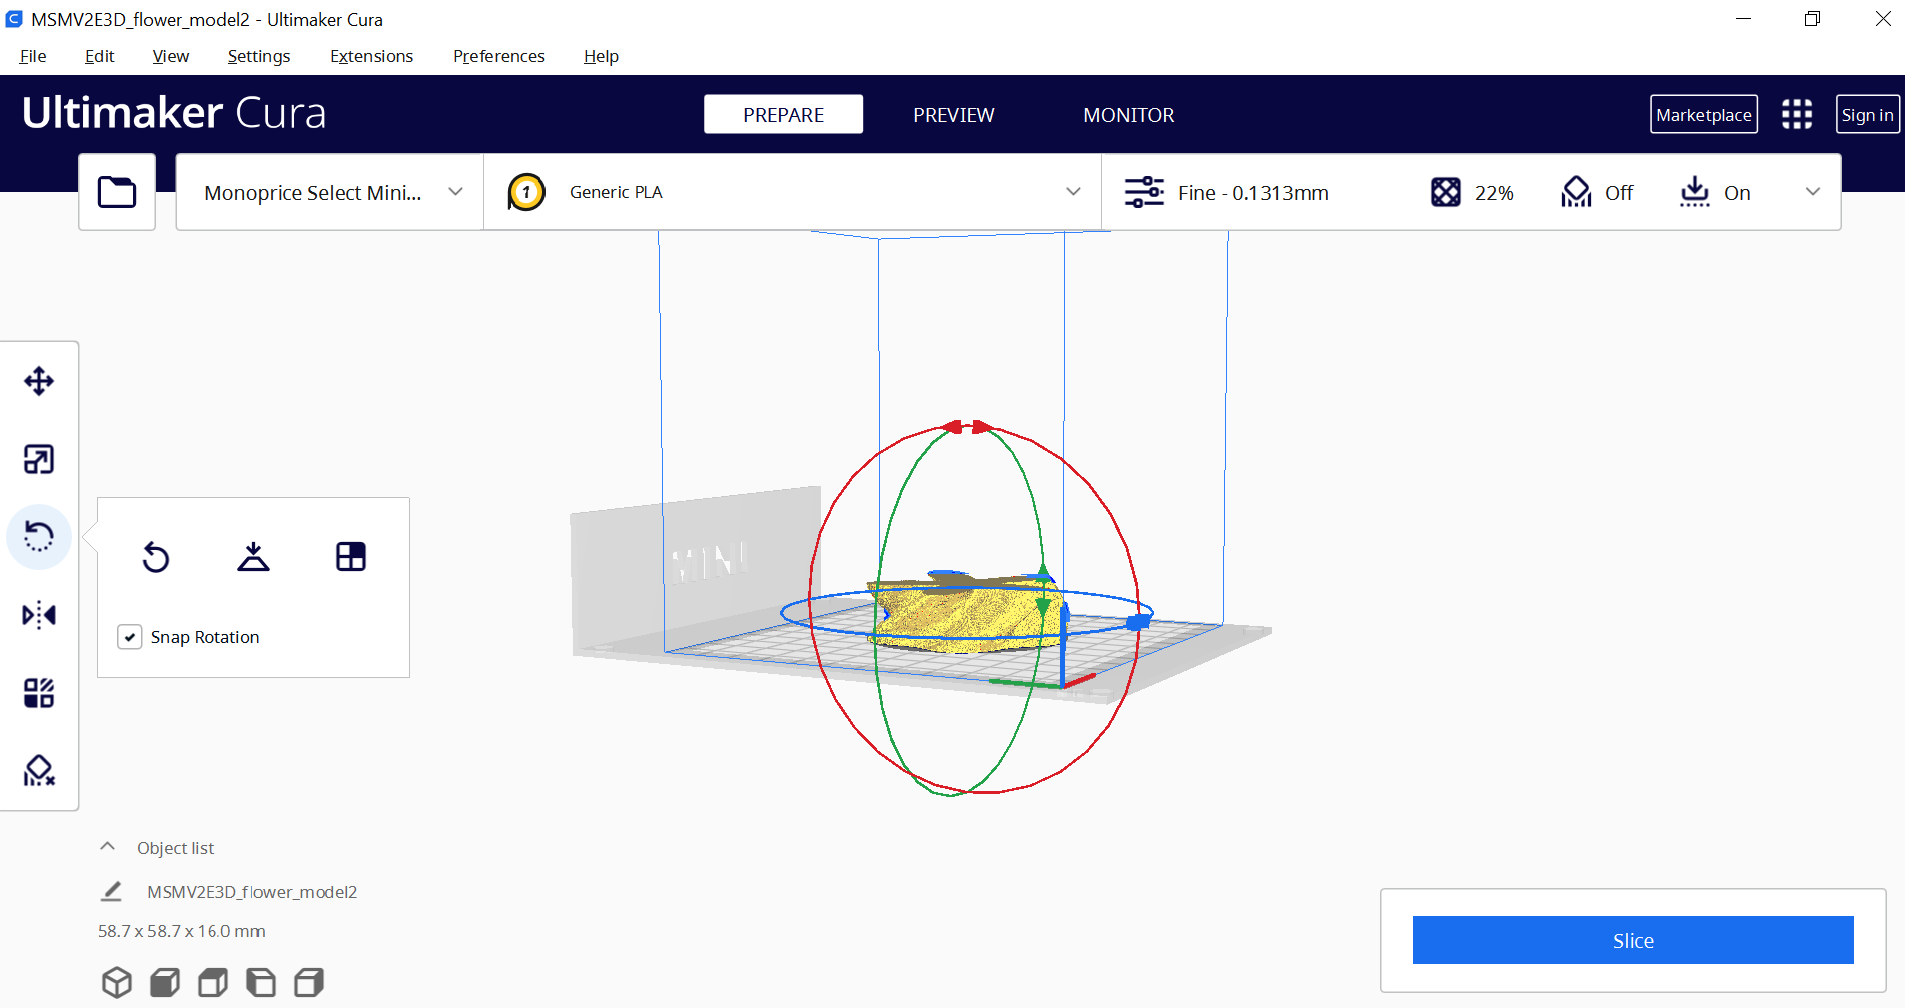 MSMV2E3D_flower_model2 - Ultimaker Cura
File Edit View Settings Extensions Preferences Help
Ultimaker Cura
PREPARE PREVIEW MONITOR
Marketplace Sign in
Monoprice Select Mini...
1 Generic PLA
Fine - 0.1313mm 22% Off On
MINI
Snap Rotation
Object list
MSMV2E3D_flower_model2
58.7 x 58.7 x 16.0 mm
Slice